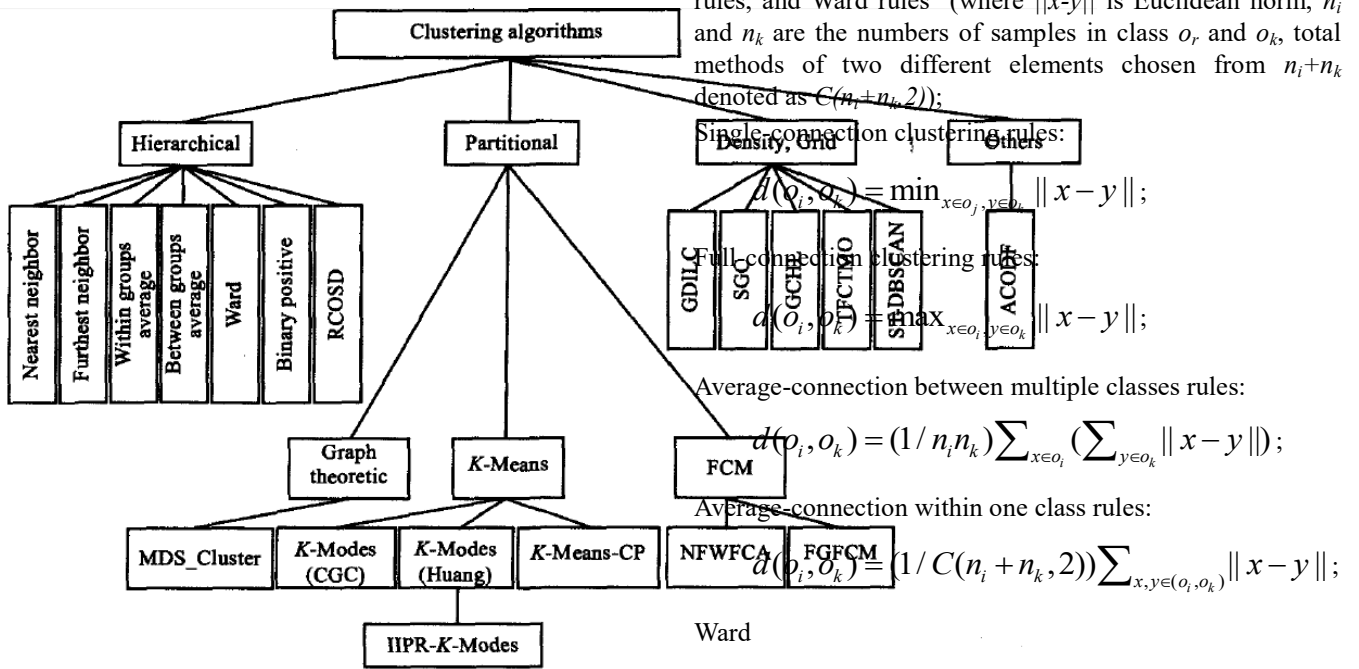 Clustering algorithms
Hierarchical
Partitional
Density, Grid
Others
Nearest neighbor
Furthest neighbor
Within groups
average
Between groups
average
Ward
Binary positive
RCOSD
GDILC
SGC
GCHL
TFCTMO
ST-DBSCAN
ACODF
Graph
theoretic
K-Means
FCM
MDS_Cluster
K-Modes
(CGC)
K-Modes
(Huang)
K-Means-CP
NFWFCA
FGFCM
IIPR-K-Modes
rules, and Ward rules (where ||x-y|| is Euclidean norm, n_i
and n_k are the numbers of samples in class o_r and o_k, total
methods of two different elements chosen from n_i+n_k
denoted as C(n_i+n_k,2));
Single-connection clustering rules:
d(o_i, o_k) = min_{x∈o_j, y∈o_k} || x − y ||;
Full-connection clustering rules:
d(o_i, o_k) = max_{x∈o_i, y∈o_k} || x − y ||;
Average-connection between multiple classes rules:
d(o_i, o_k) = (1 / n_i n_k) ∑_{x∈o_i} (∑_{y∈o_k} || x − y ||);
Average-connection within one class rules:
d(o_i, o_k) = (1 / C(n_i + n_k, 2)) ∑_{x,y∈(o_i,o_k)} || x − y ||;
Ward